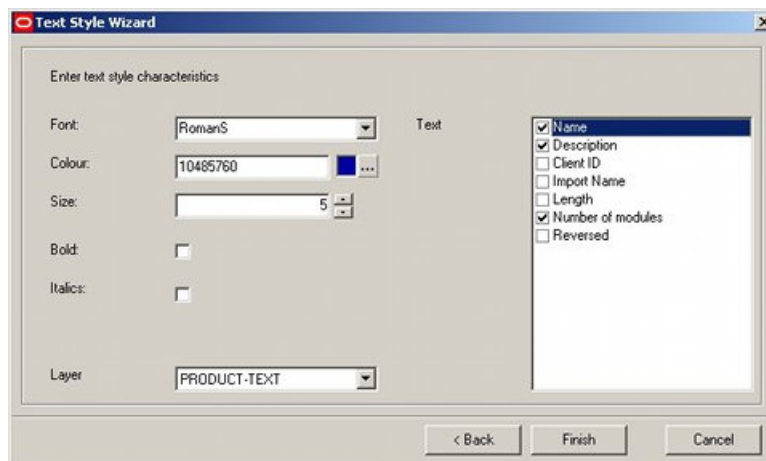 Text Style Wizard
Enter text style characteristics
Font:
RomanS
Colour:
10485760
...
Size:
5
Bold:
Italics:
Layer
PRODUCT-TEXT
Text
Name
Description
Client ID
Import Name
Length
Number of modules
Reversed
< Back
Finish
Cancel